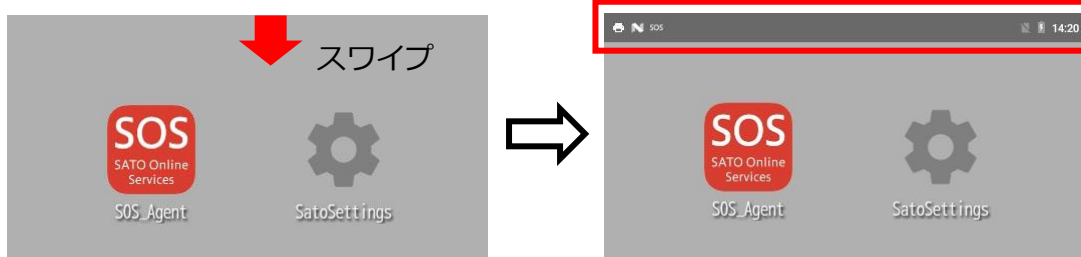 スワイプ
SOS
SATO Online
Services
SOS_Agent
SatoSettings
SOS
14:20
SOS
SATO Online
Services
SOS_Agent
SatoSettings